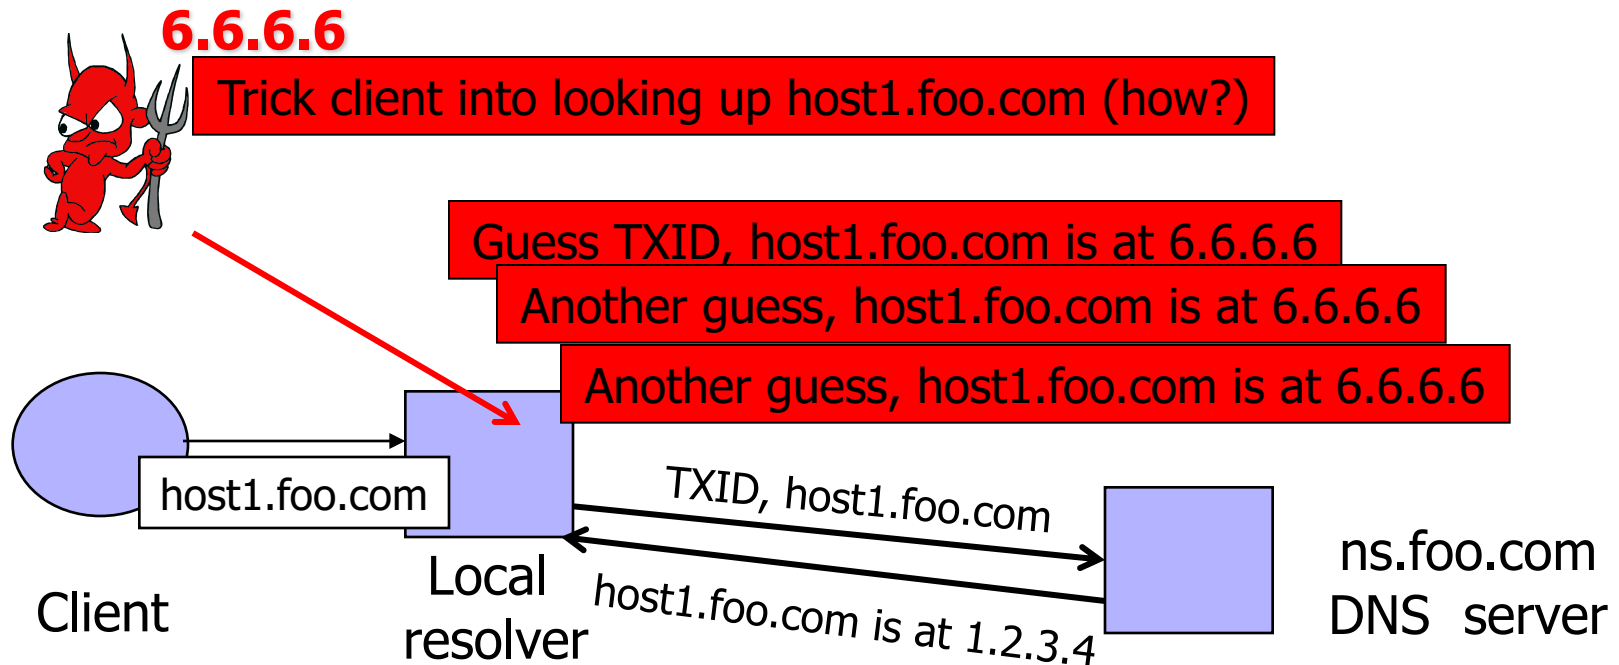 6.6.6.6
Trick client into looking up host1.foo.com (how?)
Guess TXID, host1.foo.com is at 6.6.6.6
Another guess, host1.foo.com is at 6.6.6.6
Another guess, host1.foo.com is at 6.6.6.6
host1.foo.com
TXID, host1.foo.com
host1.foo.com is at 1.2.3.4
Client
Local
resolver
ns.foo.com
DNS server